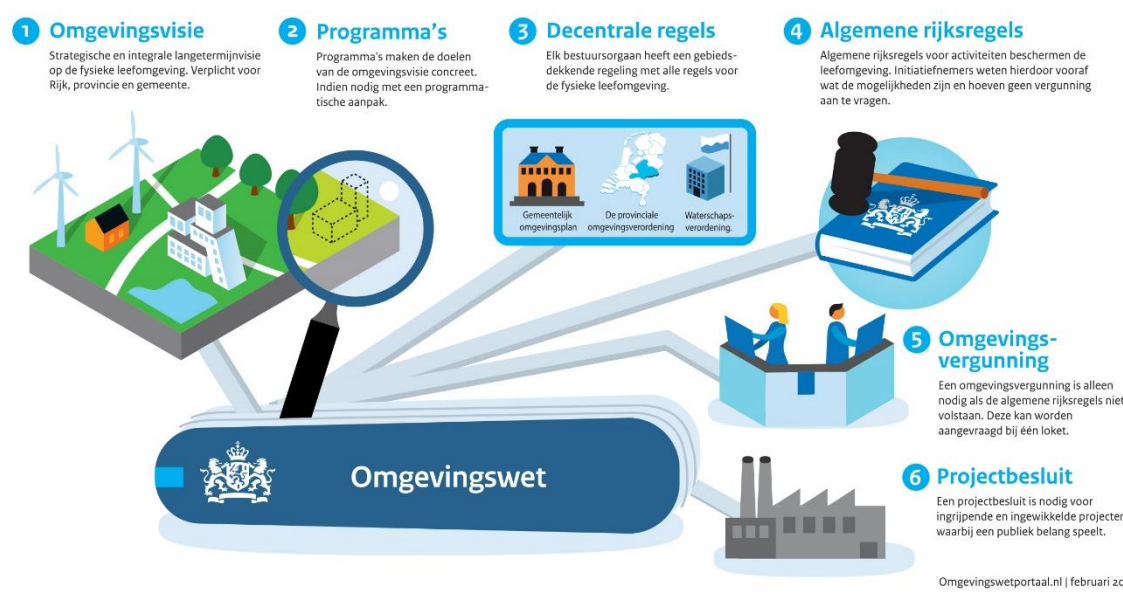 1 Omgevingsvisie
Strategische en integrale langetermijnvisie
op de fysieke leefomgeving. Verplicht voor
Rijk, provincie en gemeente.
2 Programma's
Programma's maken de doelen
van de omgevingsvisie concreet.
Indien nodig met een programma-
tische aanpak.
3 Decentrale regels
Elk bestuursorgaan heeft een gebieds-
dekkende regeling met alle regels voor
de fysieke leefomgeving.
Gemeentelijk
omgevingsplan
De provinciale
omgevingsverordening
Waterschaps-
verordening.
4 Algemene rijksregels
Algemene rijksregels voor activiteiten beschermen de
leefomgeving. Initiatiefnemers weten hierdoor vooraf
wat de mogelijkheden zijn en hoeven geen vergunning
aan te vragen.
5 Omgevings-
vergunning
Een omgevingsvergunning is alleen
nodig als de algemene rijksregels niet
volstaan. Deze kan worden
aangevraagd bij één loket.
6 Projectbesluit
Een projectbesluit is nodig voor
ingrijpende en ingewikkelde projecten
waarbij een publiek belang speelt.
Omgevingswet
Omgevingswetportaal.nl | februari 20